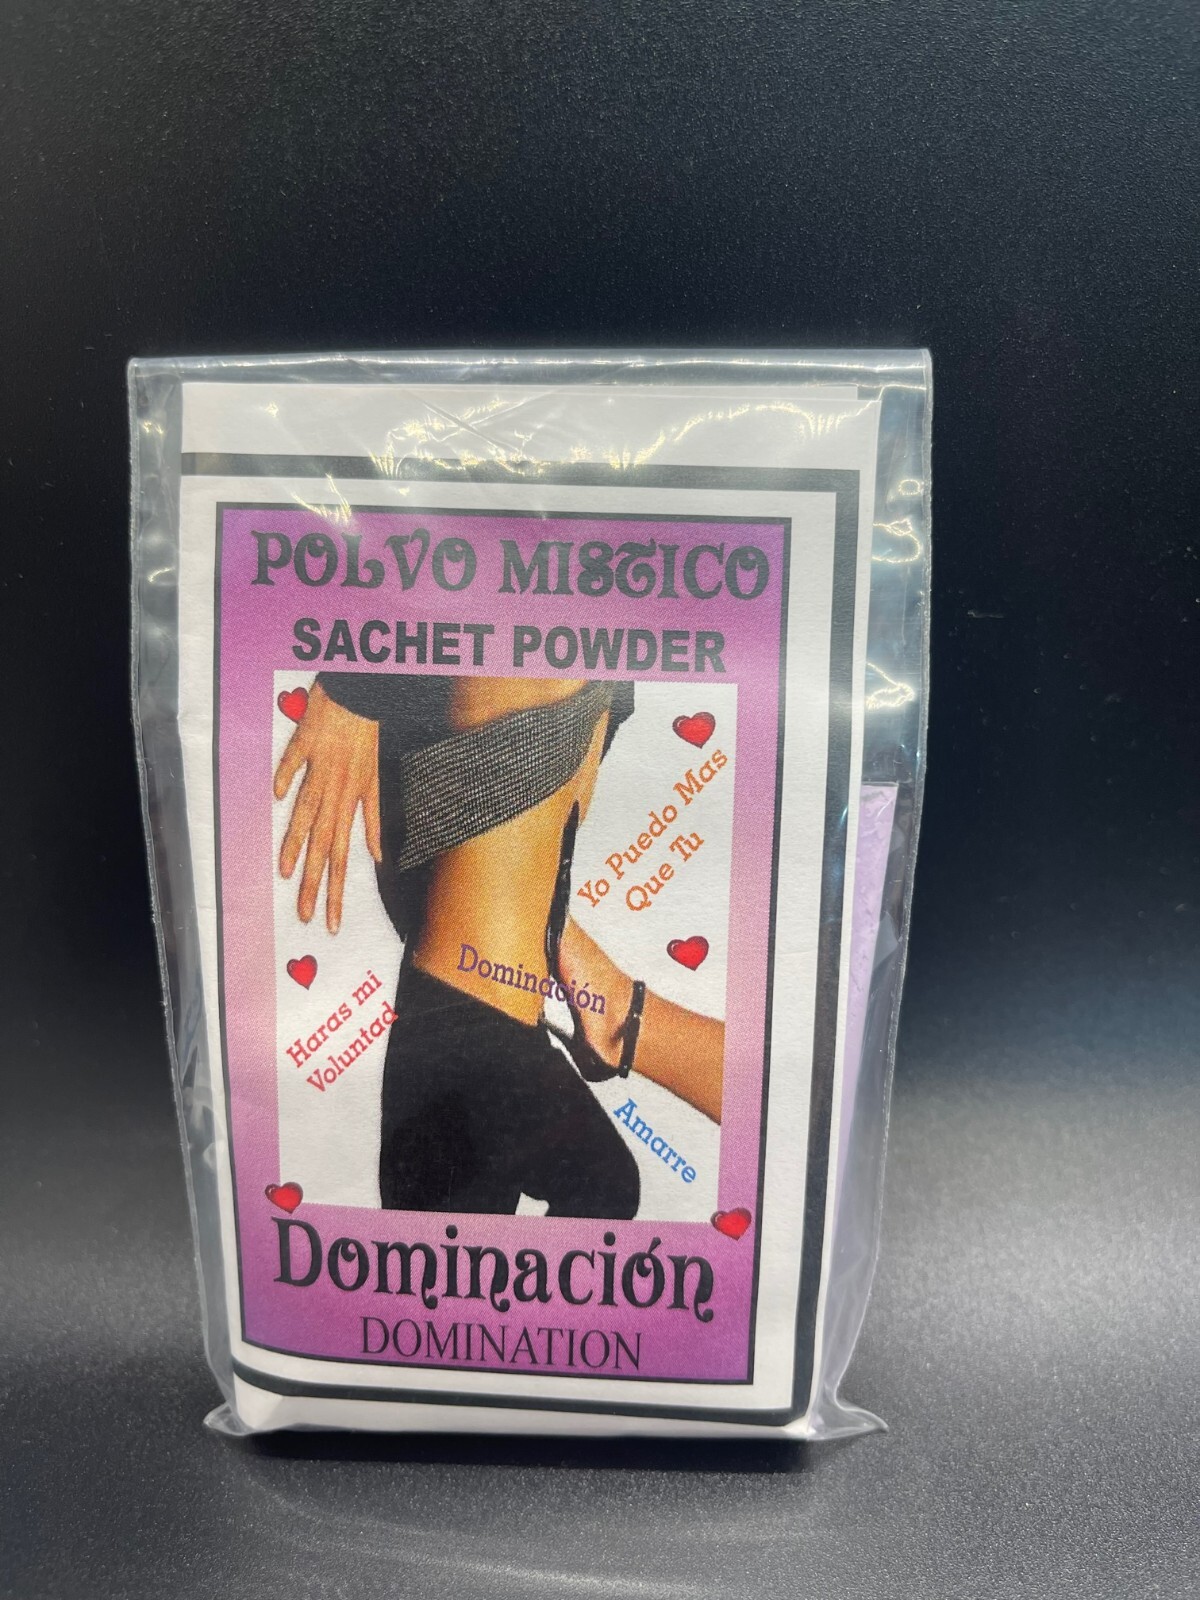 POLVO MISTICO
SACHET POWDER
Yo Puedo Mas
Que Tu
Dominación
Haras mi
Voluntad
Amarre
Dominación
DOMINATION